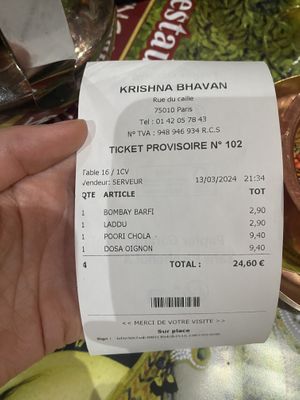 estau
KRISHNA BHAVAN
Rue du caille
75010 Paris
Tel : 01 42 05 78 43
N° TVA : 948 946 934 R.C.S
TICKET PROVISOIRE N° 102
Table 16 / 1CV
Vendeur: SERVEUR 13/03/2024 21:34
QTE ARTICLE TOT
1 BOMBAY BARFI 2,90
1 LADDU 2,90
1 POORI CHOLA 9,40
1 DOSA OIGNON 9,40
4 TOTAL : 24,60 €
<< MERCI DE VOTRE VISITE >>
Sur place